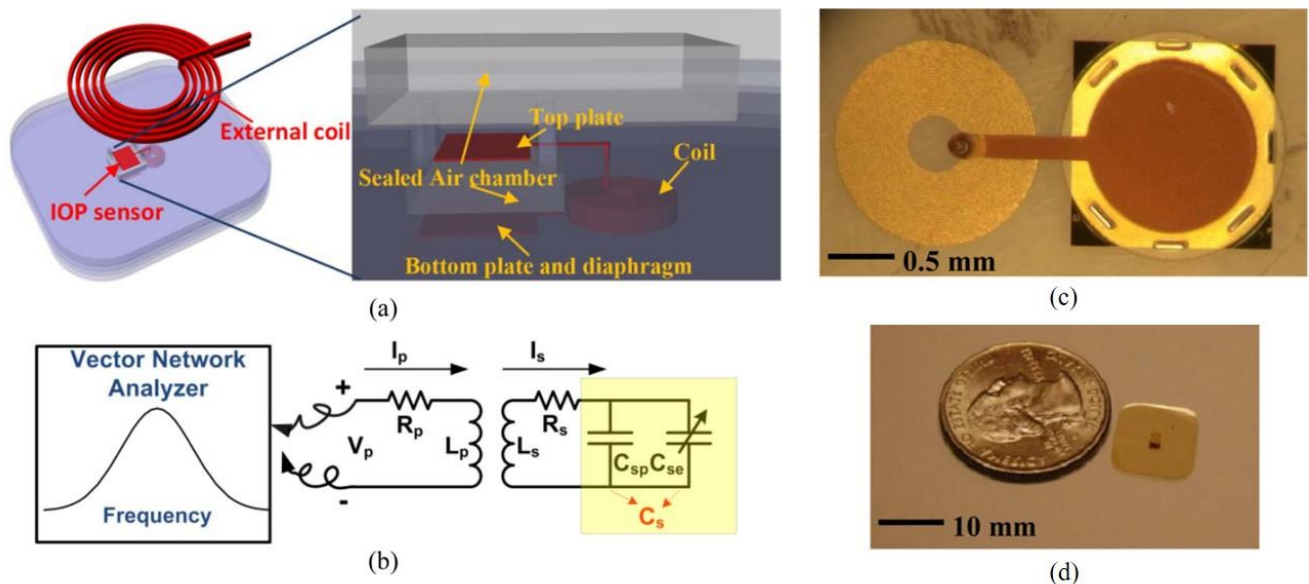 External coil
IOP sensor
Top plate
Coil
Sealed Air chamber
Bottom plate and diaphragm
(a)
0.5 mm
(c)
Vector Network
Analyzer
Frequency
+
Vp
-
Ip
Rp
Lp
Is
Ls
Rs
Csp Cse
Cs
(b)
10 mm
(d)